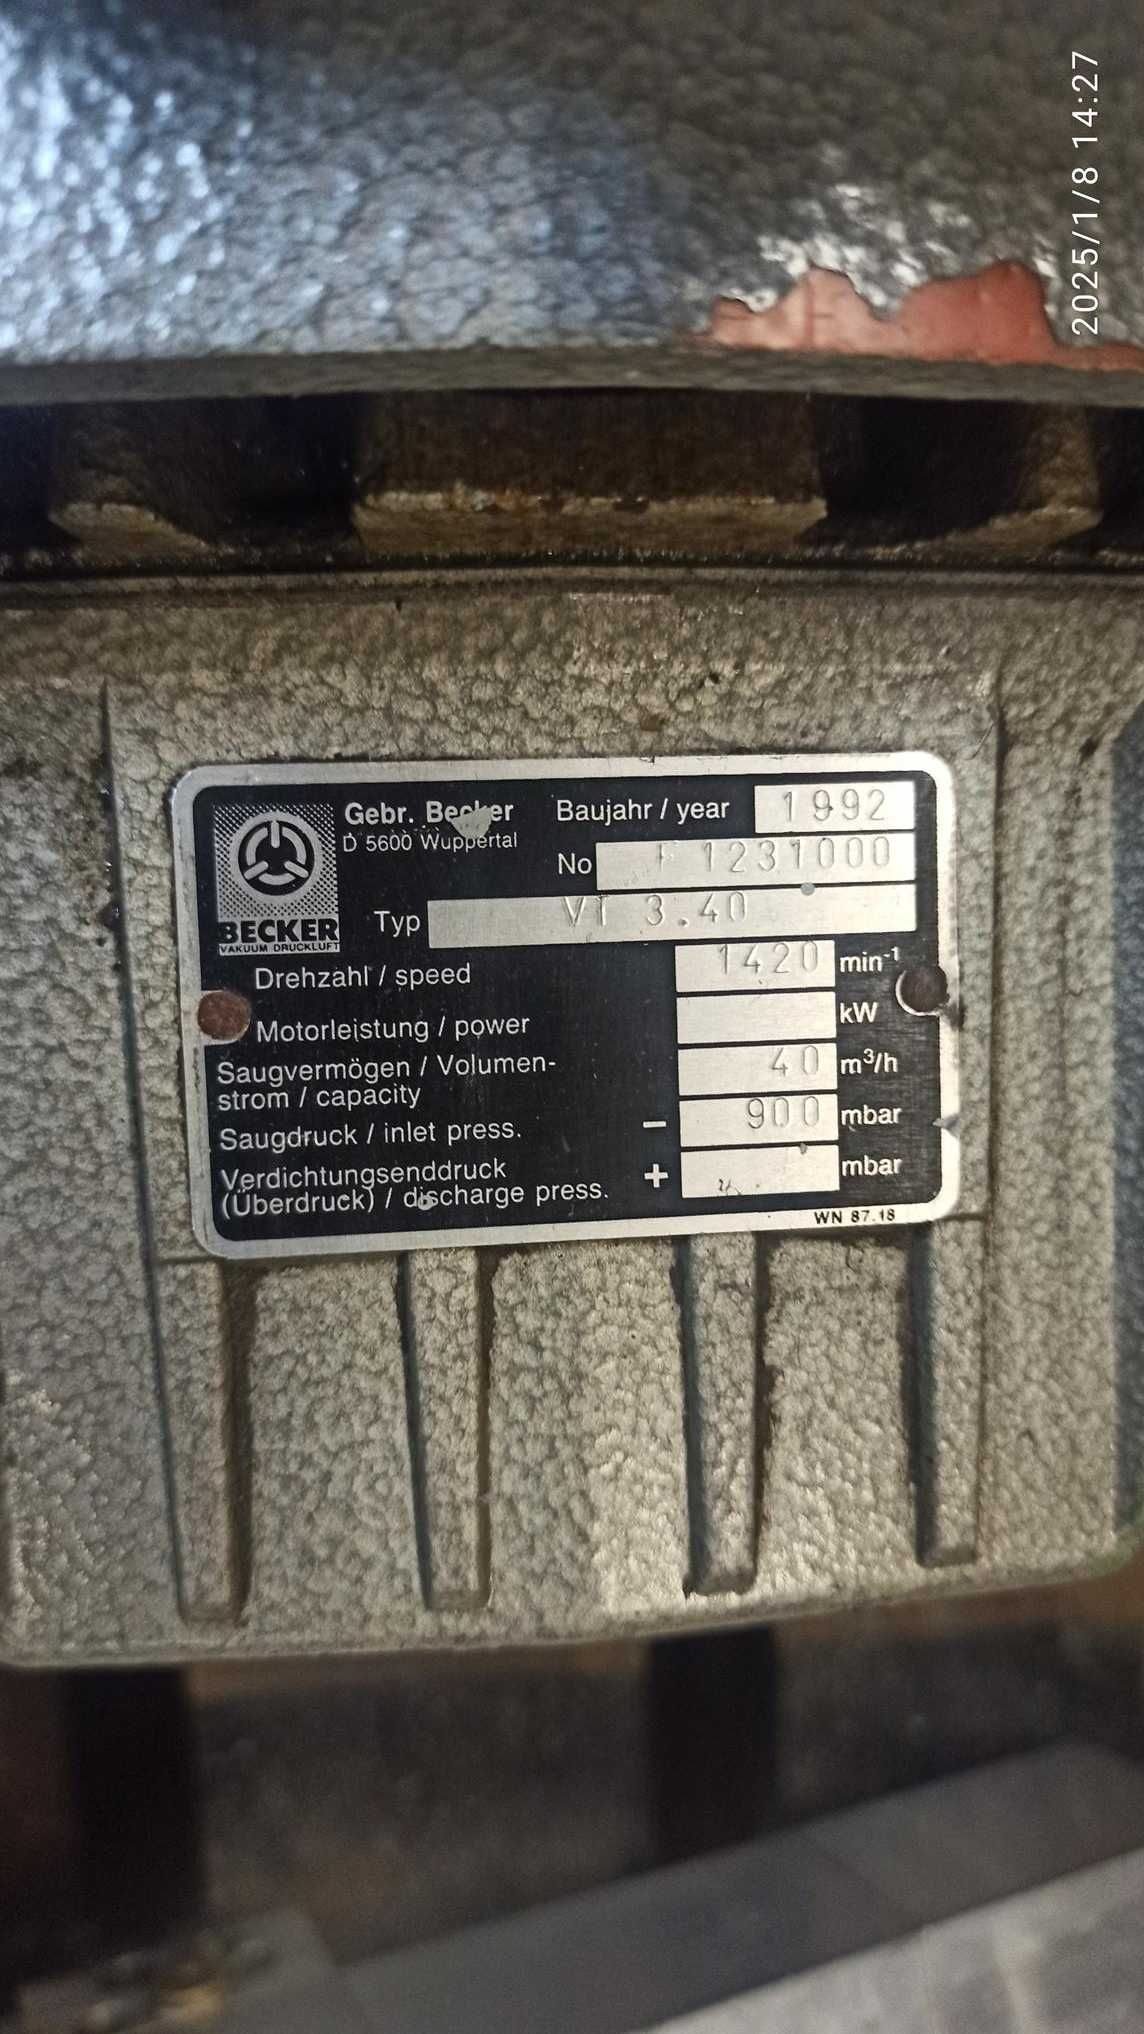 2025/1/8 14:27
Gebr. Becker
D 5600 Wuppertal
BECKER
VAKUUM DRUCKLUFT
Baujahr / year 1992
No F 1231000
Typ VT 3.40
Drehzahl / speed 1420 min-1
Motorleistung / power kW
Saugvermögen / Volumen-
strom / capacity 40 m³/h
Saugdruck / inlet press. – 900 mbar
Verdichtungsenddruck
(Überdruck) / discharge press. + mbar
WN 87.18